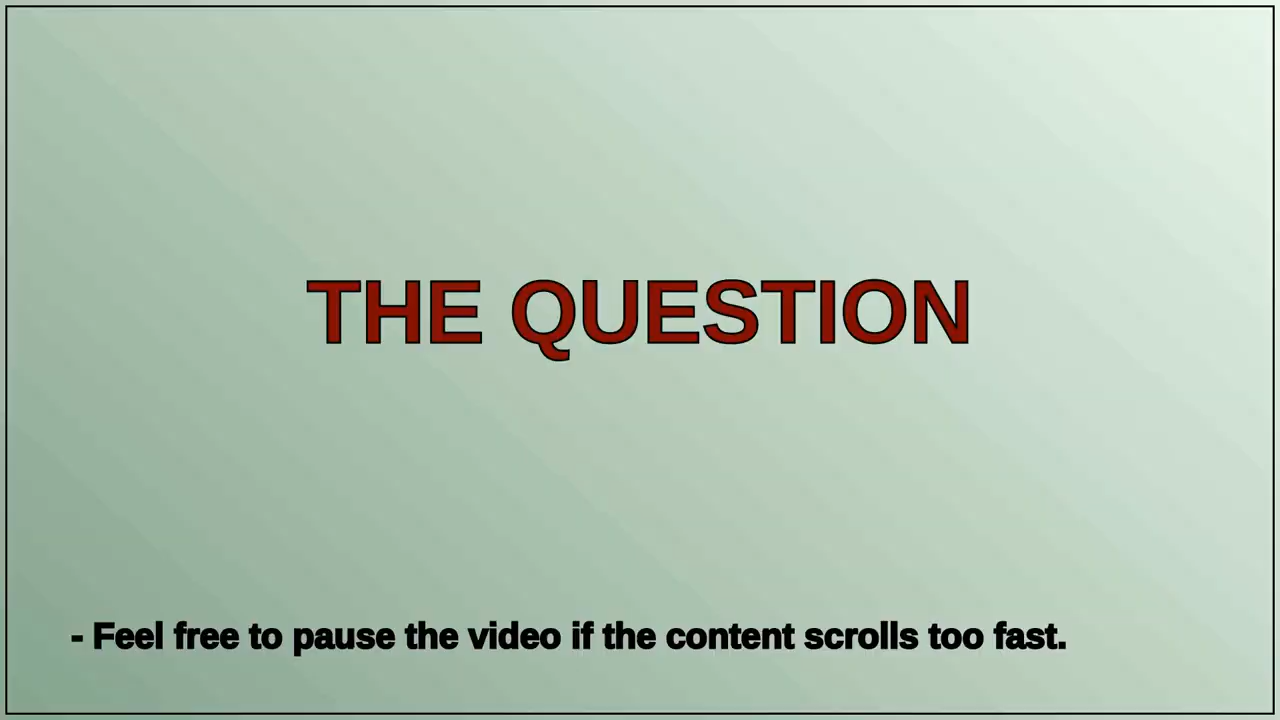 THE QUESTION
- Feel free to pause the video if the content scrolls too fast.